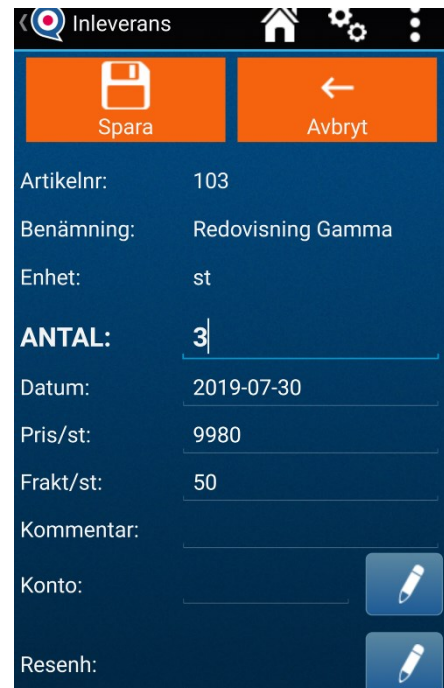 Inleverans
Spara
Avbryt
Artikelnr: 103
Benämning: Redovisning Gamma
Enhet: st
ANTAL: 3
Datum: 2019-07-30
Pris/st: 9980
Frakt/st: 50
Kommentar:
Konto:
Resenh: